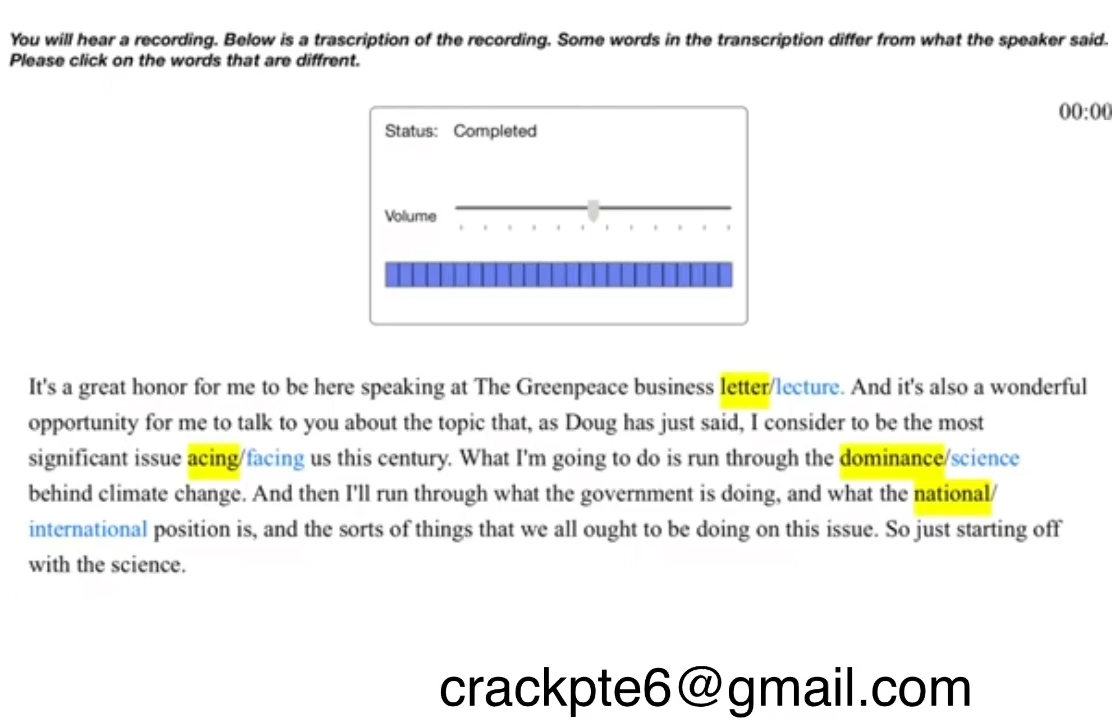 You will hear a recording. Below is a trascription of the recording. Some words in the transcription differ from what the speaker said.
Please click on the words that are diffrent.
00:00
Status: Completed
Volume
It's a great honor for me to be here speaking at The Greenpeace business letter/lecture. And it's also a wonderful
opportunity for me to talk to you about the topic that, as Doug has just said, I consider to be the most
significant issue acing/facing us this century. What I'm going to do is run through the dominance/science
behind climate change. And then I'll run through what the government is doing, and what the national/
international position is, and the sorts of things that we all ought to be doing on this issue. So just starting off
with the science.
crackpte6@gmail.com